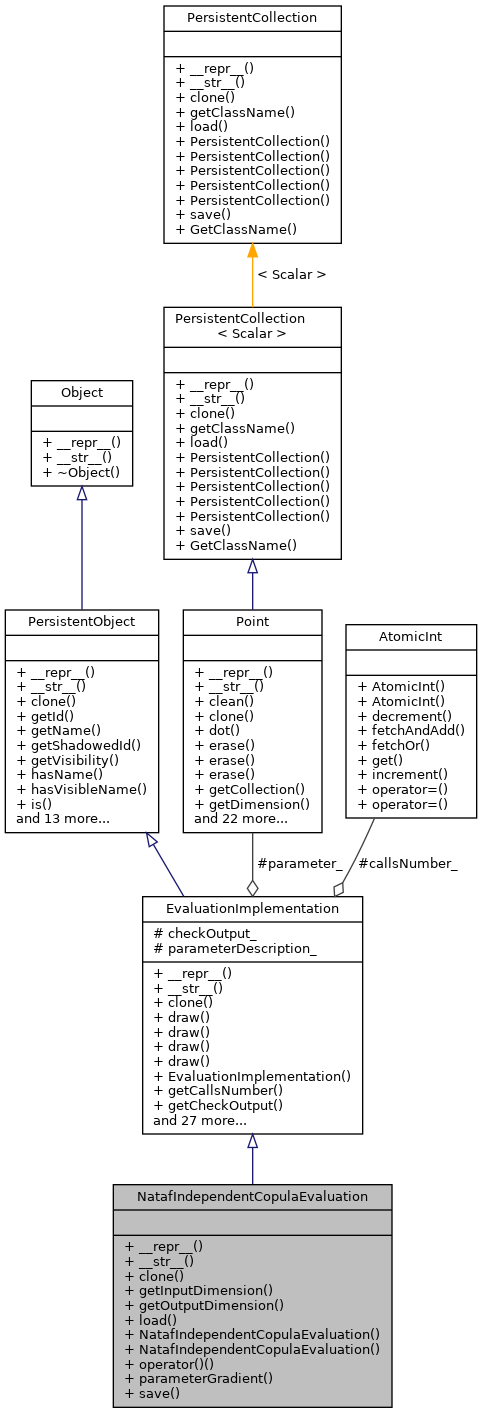 PersistentCollection
+ __repr__()
+ __str__()
+ clone()
+ getClassName()
+ load()
+ PersistentCollection()
+ PersistentCollection()
+ PersistentCollection()
+ PersistentCollection()
+ PersistentCollection()
+ save()
+ GetClassName()
< Scalar >
PersistentCollection
< Scalar >
+ __repr__()
+ __str__()
+ clone()
+ getClassName()
+ load()
+ PersistentCollection()
+ PersistentCollection()
+ PersistentCollection()
+ PersistentCollection()
+ PersistentCollection()
+ save()
+ GetClassName()
Object
+ __repr__()
+ __str__()
+ ~Object()
PersistentObject
+ __repr__()
+ __str__()
+ clone()
+ getId()
+ getName()
+ getShadowedId()
+ getVisibility()
+ hasName()
+ hasVisibleName()
+ is()
and 13 more...
Point
+ __repr__()
+ __str__()
+ clean()
+ clone()
+ dot()
+ erase()
+ erase()
+ erase()
+ getCollection()
+ getDimension()
and 22 more...
AtomicInt
+ AtomicInt()
+ AtomicInt()
+ decrement()
+ fetchAndAdd()
+ fetchOr()
+ get()
+ increment()
+ operator=()
+ operator=()
#parameter_
#callsNumber_
EvaluationImplementation
# checkOutput_
# parameterDescription_
+ __repr__()
+ __str__()
+ clone()
+ draw()
+ draw()
+ draw()
+ draw()
+ EvaluationImplementation()
+ getCallsNumber()
+ getCheckOutput()
and 27 more...
NatafIndependentCopulaEvaluation
+ __repr__()
+ __str__()
+ clone()
+ getInputDimension()
+ getOutputDimension()
+ load()
+ NatafIndependentCopulaEvaluation()
+ NatafIndependentCopulaEvaluation()
+ operator()()
+ parameterGradient()
+ save()